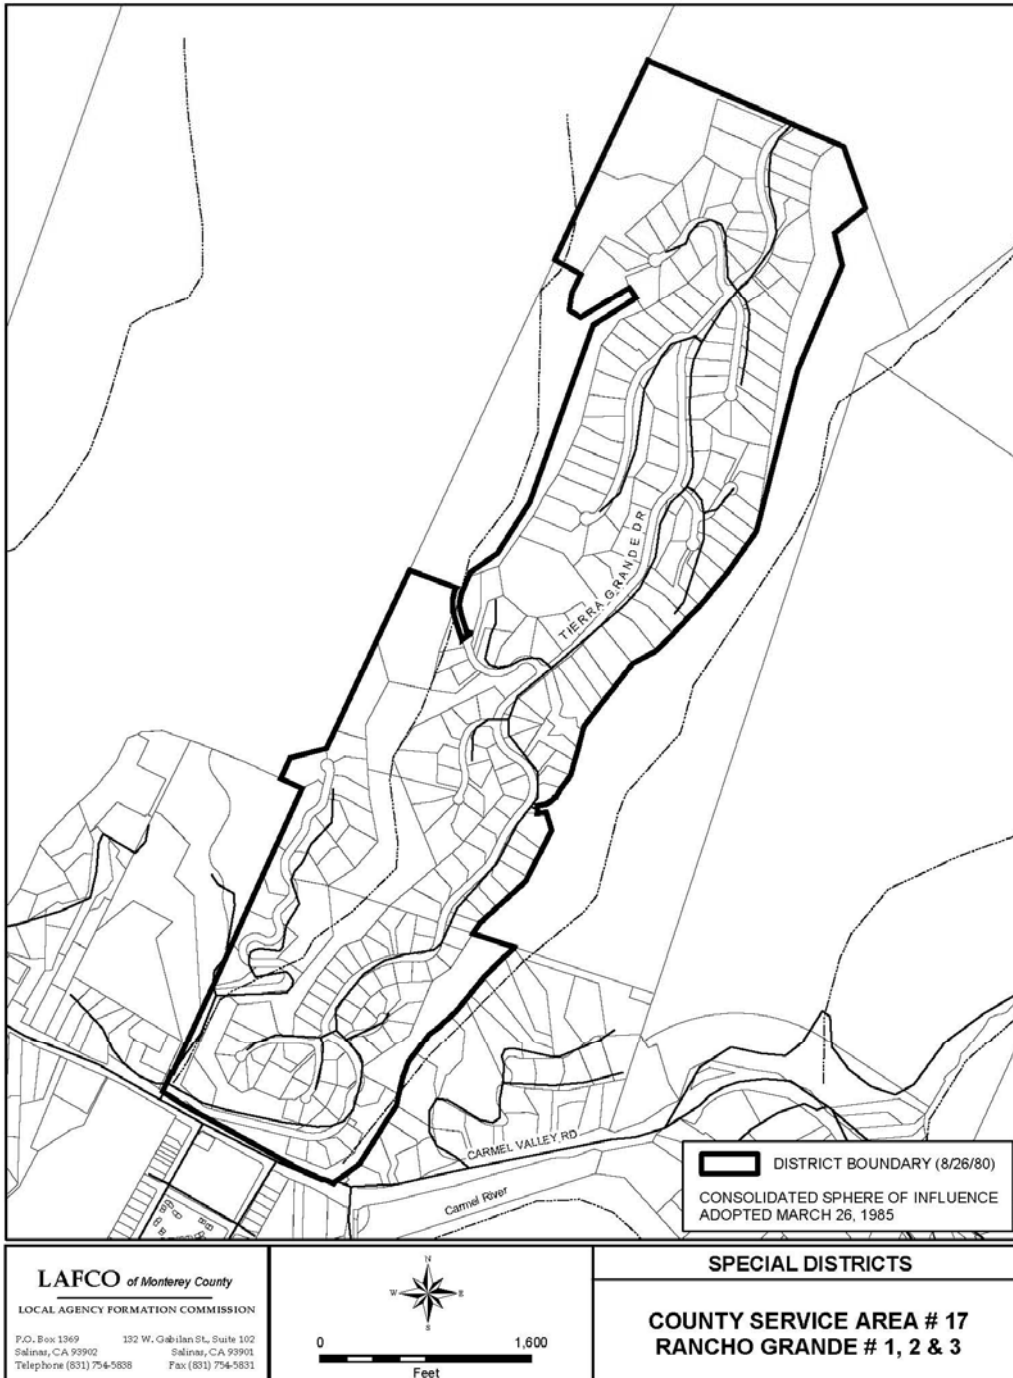 TIERRA GRANDE DR
CARMEL VALLEY RD
Carmel River
DISTRICT BOUNDARY (8/26/80)
CONSOLIDATED SPHERE OF INFLUENCE
ADOPTED MARCH 26, 1985
LAFCO of Monterey County
LOCAL AGENCY FORMATION COMMISSION
P.O. Box 1369 132 W. Gabilan St., Suite 102
Salinas, CA 93902 Salinas, CA 93901
Telephone (831) 754-5838 Fax (831) 754-5831
N
W E
S
0 1,600
Feet
SPECIAL DISTRICTS
COUNTY SERVICE AREA # 17
RANCHO GRANDE # 1, 2 & 3